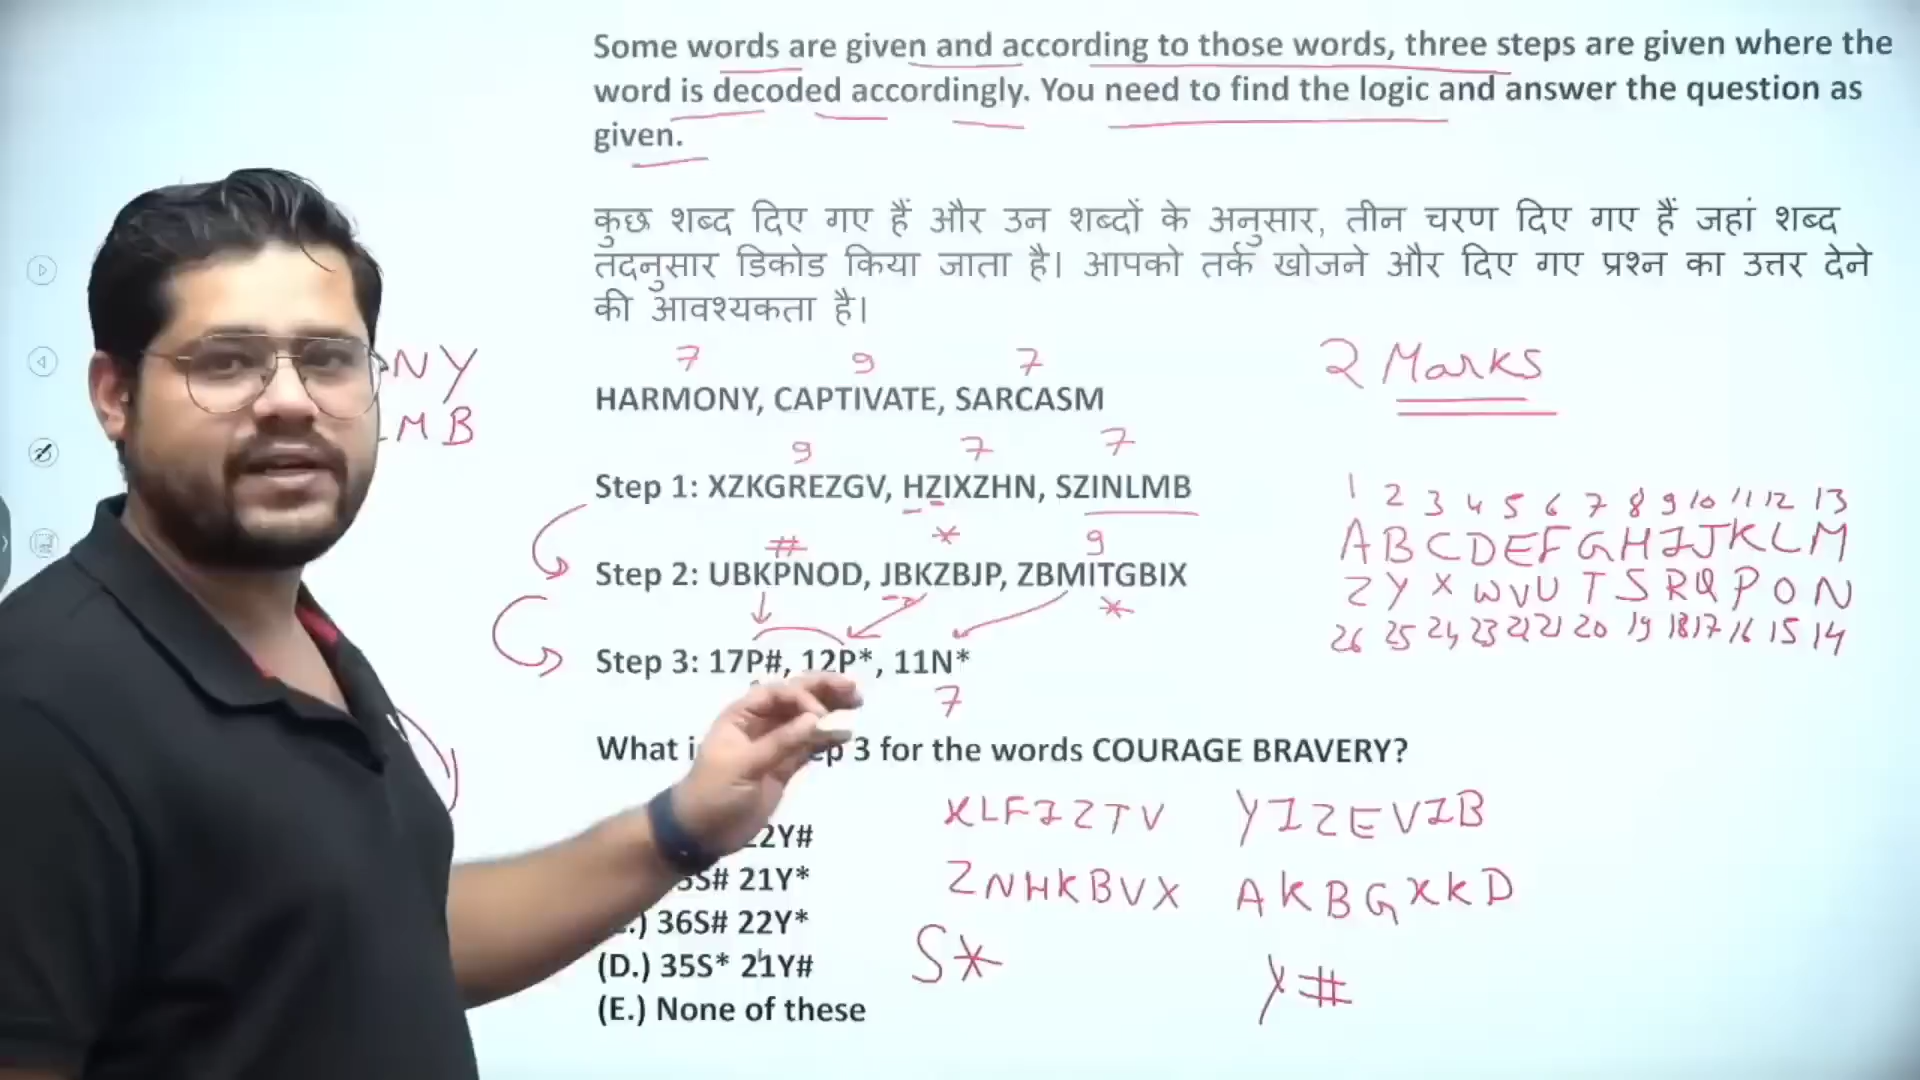 Some words are given and according to those words, three steps are given where the
word is decoded accordingly. You need to find the logic and answer the question as
given.
कुछ शब्द दिए गए हैं और उन शब्दों के अनुसार, तीन चरण दिए गए हैं जहां शब्द
तदनुसार डिकोड किया जाता है। आपको तर्क खोजने और दिए गए प्रश्न का उत्तर देने
की आवश्यकता है।
NY
MB
7 9 7
2 Marks
HARMONY, CAPTIVATE, SARCASM
9 7 7
Step 1: XZKGREZGV, HZIXZHN, SZINLMB
# * 9
Step 2: UBKPNOD, JBKZBJP, ZBMITGBIX
*
Step 3: 17P#, 12P*, 11N*
7
1 2 3 4 5 6 7 8 9 10 11 12 13
A B C D E F G H I J K L M
Z Y X W V U T S R Q P O N
26 25 24 23 22 21 20 19 18 17 16 15 14
What 3 for the words COURAGE BRAVERY?
XLFIZTV YIZEVIB
22Y#
ZNHKBVX AKBGXKD
S# 21Y*
36S# 22Y*
S* Y#
(D.) 35S* 21Y#
(E.) None of these